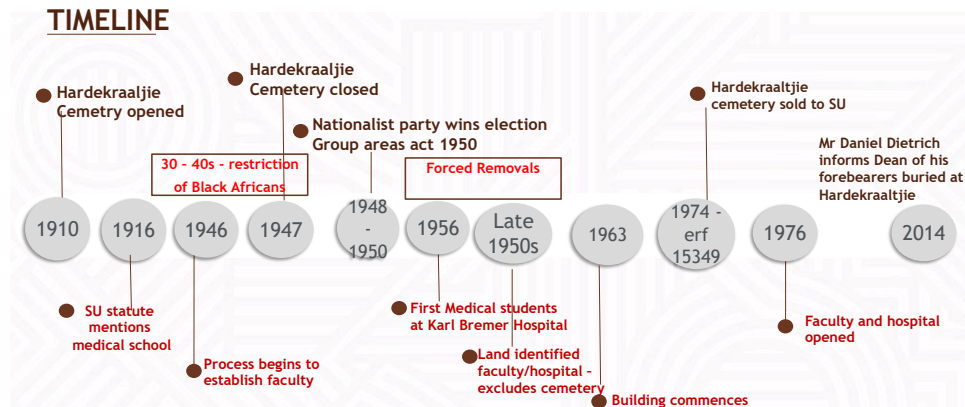 TIMELINE
Hardekraaljie
Cemetry opened
Hardekraaljie
Cemetery closed
Nationalist party wins election
Group areas act 1950
Hardekraaltjie
cemetery sold to SU
Mr Daniel Dietrich
informs Dean of his
forebearers buried at
Hardekraaltjie
30 - 40s - restriction
of Black Africans
Forced Removals
1910
1916
1946
1947
1948
-
1950
1956
Late
1950s
1963
1974 -
erf
15349
1976
2014
SU statute
mentions
medical school
Process begins to
establish faculty
First Medical students
at Karl Bremer Hospital
Land identified
faculty/hospital –
excludes cemetery
Building commences
Faculty and hospital
opened